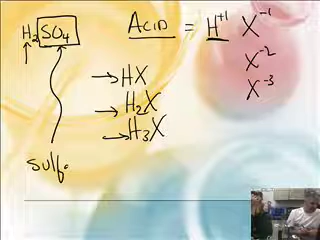 H₂SO₄
ACID = H⁺¹ X⁻¹
X⁻²
X⁻³
HX
H₂X
H₃X
sulf